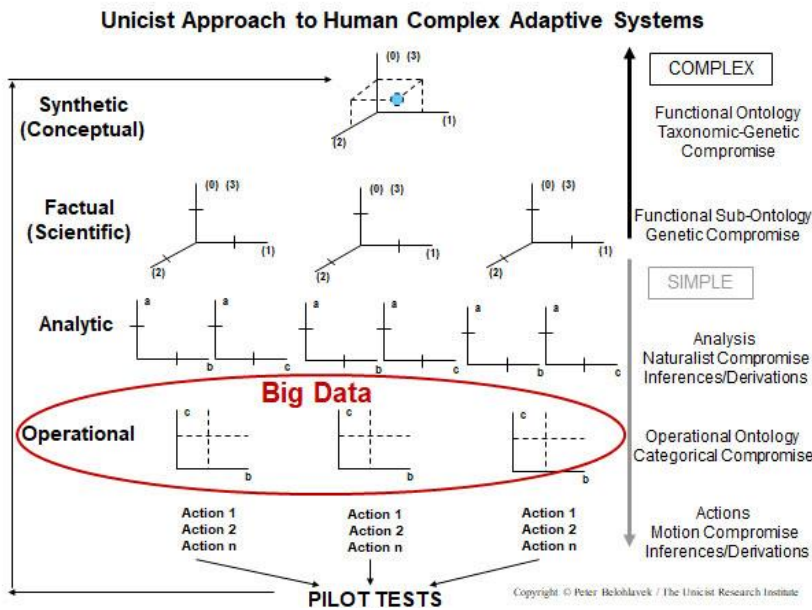 Unicist Approach to Human Complex Adaptive Systems
(0) (3)
(1)
(2)
Synthetic
(Conceptual)
COMPLEX
Functional Ontology
Taxonomic-Genetic
Compromise
(0) (3)
(1)
(2)
(0) (3)
(1)
(2)
(0) (3)
(1)
(2)
Factual
(Scientific)
Functional Sub-Ontology
Genetic Compromise
SIMPLE
Analytic
a
b
a
c
a
b
a
c
a
b
a
c
Analysis
Naturalist Compromise
Inferences/Derivations
Big Data
Operational
c
b
c
b
c
b
Operational Ontology
Categorical Compromise
Action 1
Action 2
Action n
Action 1
Action 2
Action n
Action 1
Action 2
Action n
Actions
Motion Compromise
Inferences/Derivations
PILOT TESTS
Copyright © Peter Belohlavek / The Unicist Research Institute